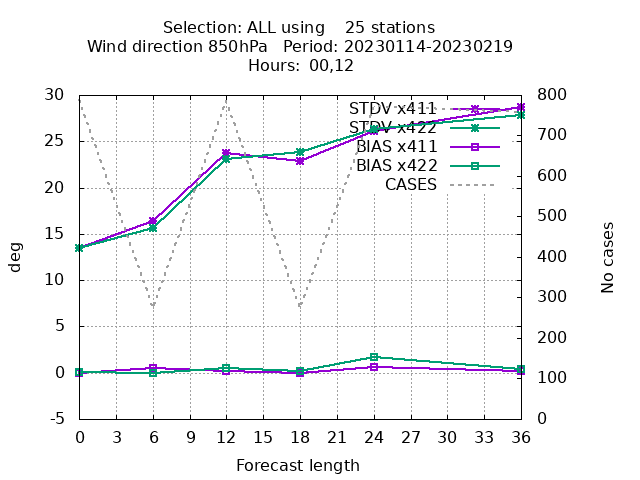 Selection: ALL using    25 stations
Wind direction 850hPa   Period: 20230114-20230219
Hours: 00,12
30 800
STDV x411
STDV x422
25 700
BIAS x411
BIAS x422
20 600
CASES
15 500
10 400
5 300
0 200
-5 100
0
deg
No cases
0 3 6 9 12 15 18 21 24 27 30 33 36
Forecast length